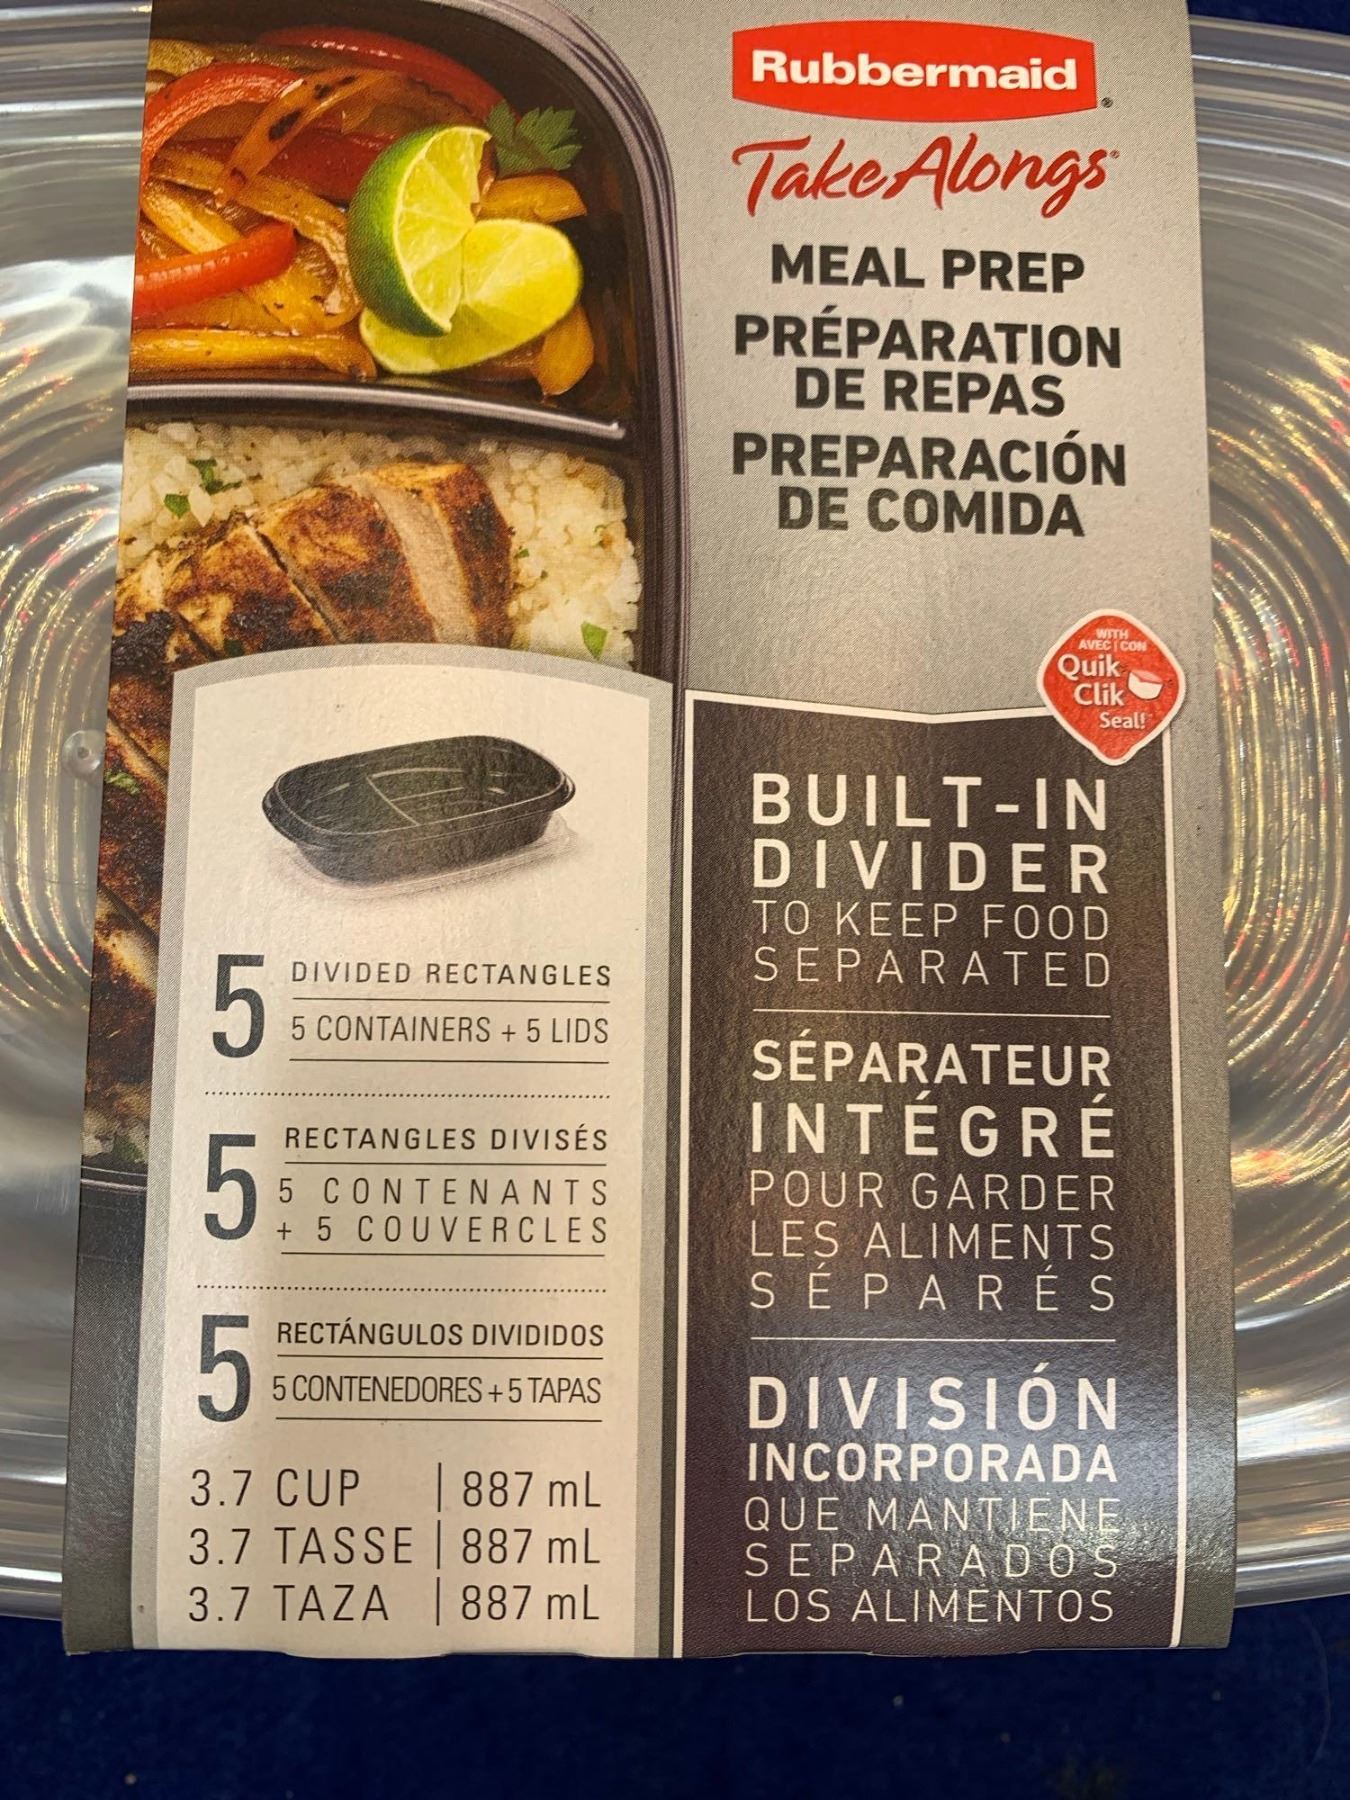 Rubbermaid®
TakeAlongs®
MEAL PREP
PRÉPARATION
DE REPAS
PREPARACIÓN
DE COMIDA
WITH
AVEC | CON
Quik
Clik
Seal!
BUILT-IN
DIVIDER
TO KEEP FOOD
SEPARATED
SÉPARATEUR
INTÉGRÉ
POUR GARDER
LES ALIMENTS
SÉPARÉS
DIVISIÓN
INCORPORADA
QUE MANTIENE
SEPARADOS
LOS ALIMENTOS
5 DIVIDED RECTANGLES
5 CONTAINERS + 5 LIDS
5 RECTANGLES DIVISÉS
5 CONTENANTS
+ 5 COUVERCLES
5 RECTÁNGULOS DIVIDIDOS
5 CONTENEDORES + 5 TAPAS
3.7 CUP | 887 mL
3.7 TASSE | 887 mL
3.7 TAZA | 887 mL